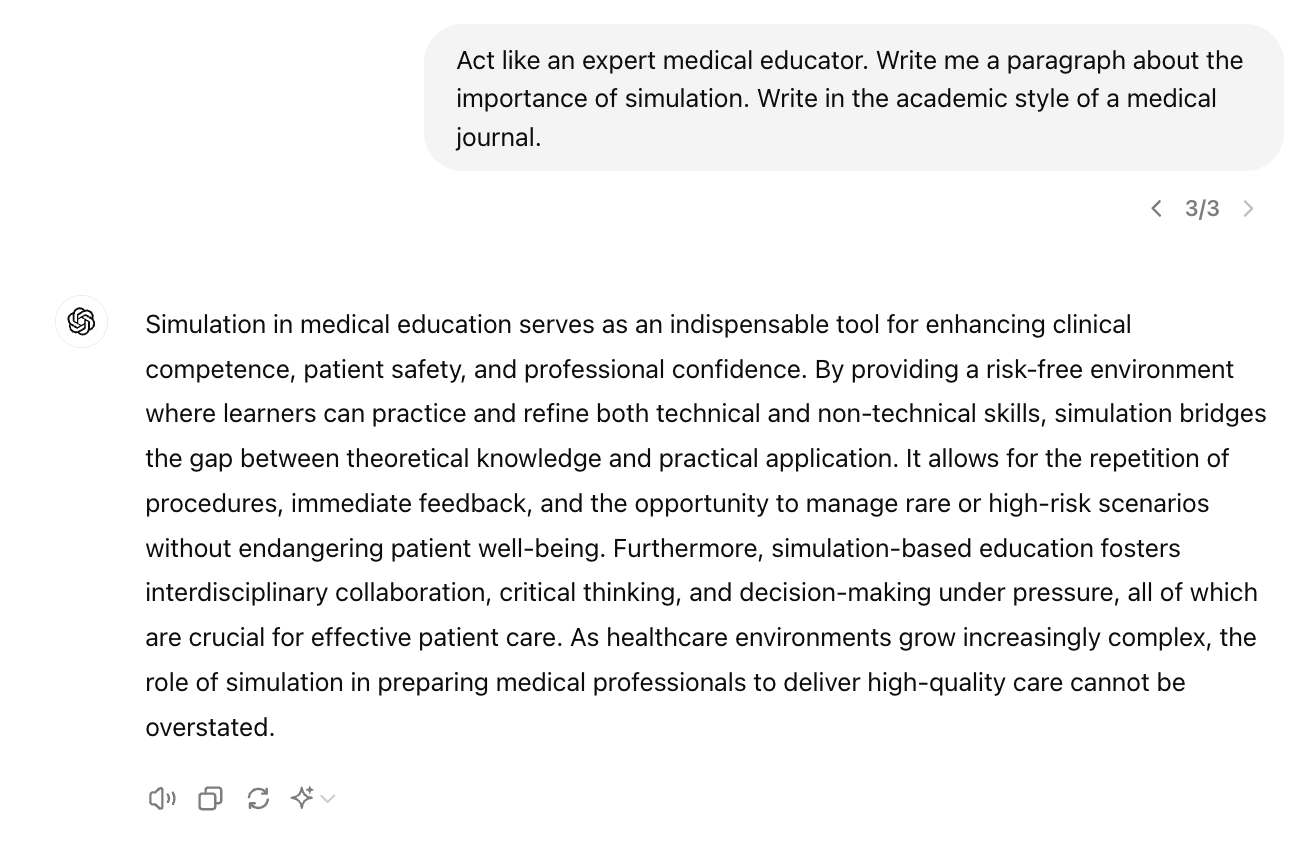 Act like an expert medical educator. Write me a paragraph about the
importance of simulation. Write in the academic style of a medical
journal.
3/3
Simulation in medical education serves as an indispensable tool for enhancing clinical
competence, patient safety, and professional confidence. By providing a risk-free environment
where learners can practice and refine both technical and non-technical skills, simulation bridges
the gap between theoretical knowledge and practical application. It allows for the repetition of
procedures, immediate feedback, and the opportunity to manage rare or high-risk scenarios
without endangering patient well-being. Furthermore, simulation-based education fosters
interdisciplinary collaboration, critical thinking, and decision-making under pressure, all of which
are crucial for effective patient care. As healthcare environments grow increasingly complex, the
role of simulation in preparing medical professionals to deliver high-quality care cannot be
overstated.